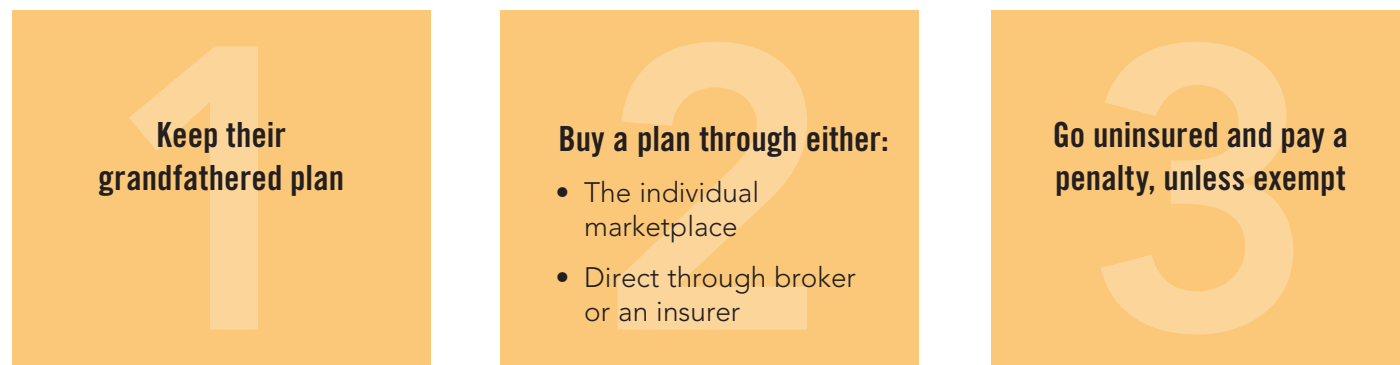 1
Keep their
grandfathered plan
2
Buy a plan through either:
• The individual
marketplace
• Direct through broker
or an insurer
3
Go uninsured and pay a
penalty, unless exempt